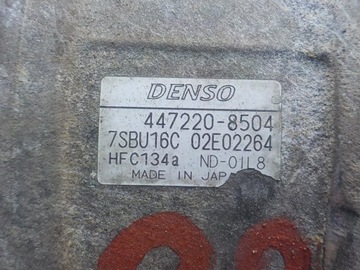 DENSO
447220-8504
7SBU16C 02E02264
HFC134a ND-OIL8
MADE IN JAPAN